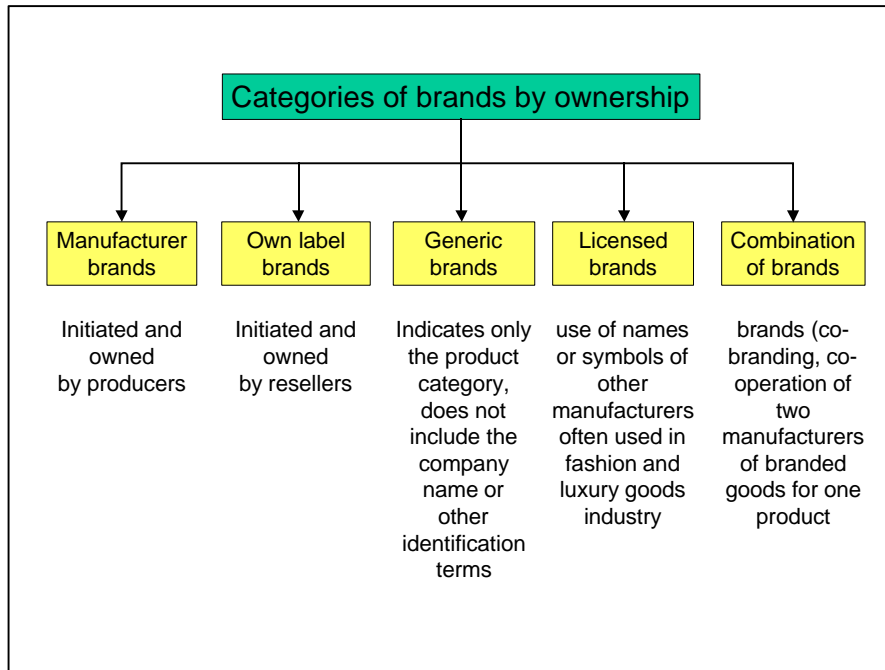 Categories of brands by ownership
Manufacturer
brands
Initiated and
owned
by producers
Own label
brands
Initiated and
owned
by resellers
Generic
brands
Indicates only
the product
category,
does not
include the
company
name or
other
identification
terms
Licensed
brands
use of names
or symbols of
other
manufacturers
often used in
fashion and
luxury goods
industry
Combination
of brands
brands (co-
branding, co-
operation of
two
manufacturers
of branded
goods for one
product